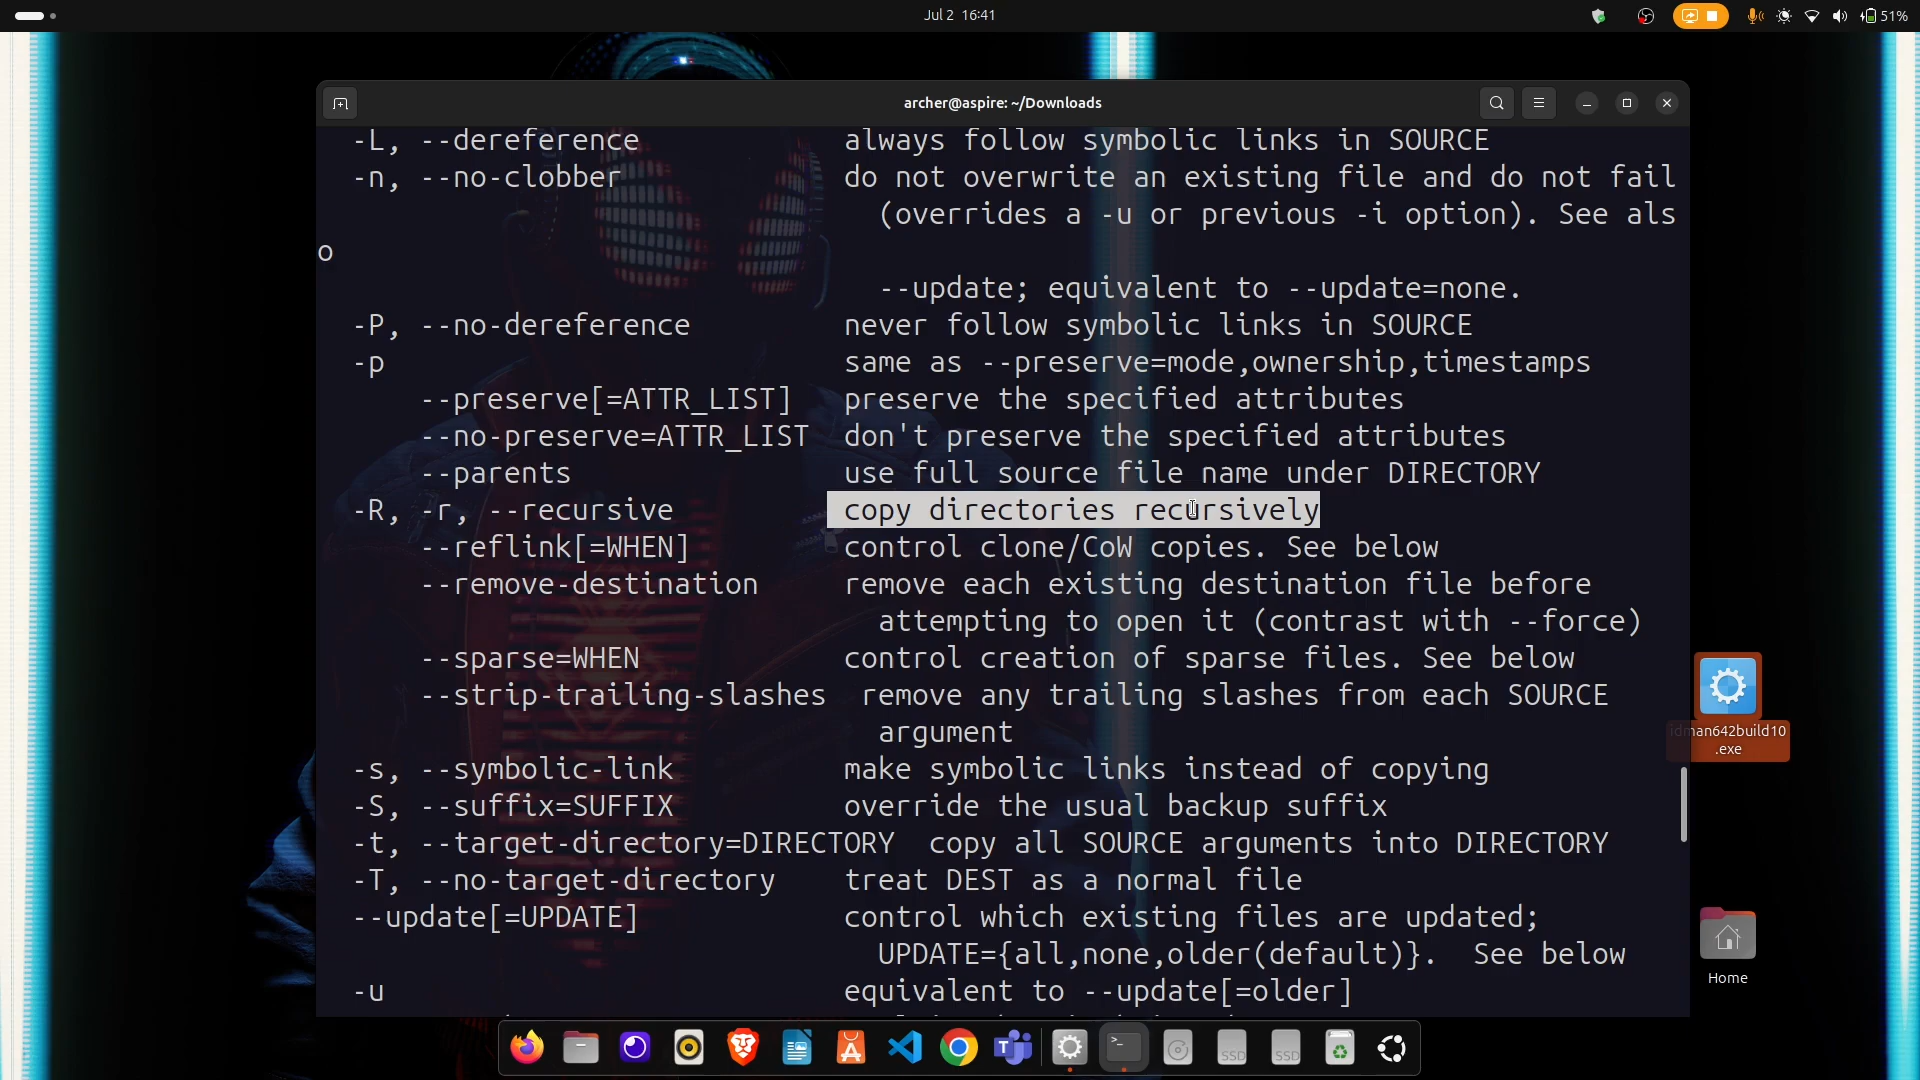 Jul 2 16:41
51%
archer@aspire: ~/Downloads
-L, --dereference always follow symbolic links in SOURCE
-n, --no-clobber do not overwrite an existing file and do not fail
(overrides a -u or previous -i option). See als
o
--update; equivalent to --update=none.
-P, --no-dereference never follow symbolic links in SOURCE
-p same as --preserve=mode,ownership,timestamps
--preserve[=ATTR_LIST] preserve the specified attributes
--no-preserve=ATTR_LIST don't preserve the specified attributes
--parents use full source file name under DIRECTORY
-R, -r, --recursive copy directories recursively
--reflink[=WHEN] control clone/CoW copies. See below
--remove-destination remove each existing destination file before
attempting to open it (contrast with --force)
--sparse=WHEN control creation of sparse files. See below
--strip-trailing-slashes remove any trailing slashes from each SOURCE
argument
-s, --symbolic-link make symbolic links instead of copying
-S, --suffix=SUFFIX override the usual backup suffix
-t, --target-directory=DIRECTORY copy all SOURCE arguments into DIRECTORY
-T, --no-target-directory treat DEST as a normal file
--update[=UPDATE] control which existing files are updated;
UPDATE={all,none,older(default)}. See below
-u equivalent to --update[=older]
idman642build10
.exe
Home
SSD
SSD